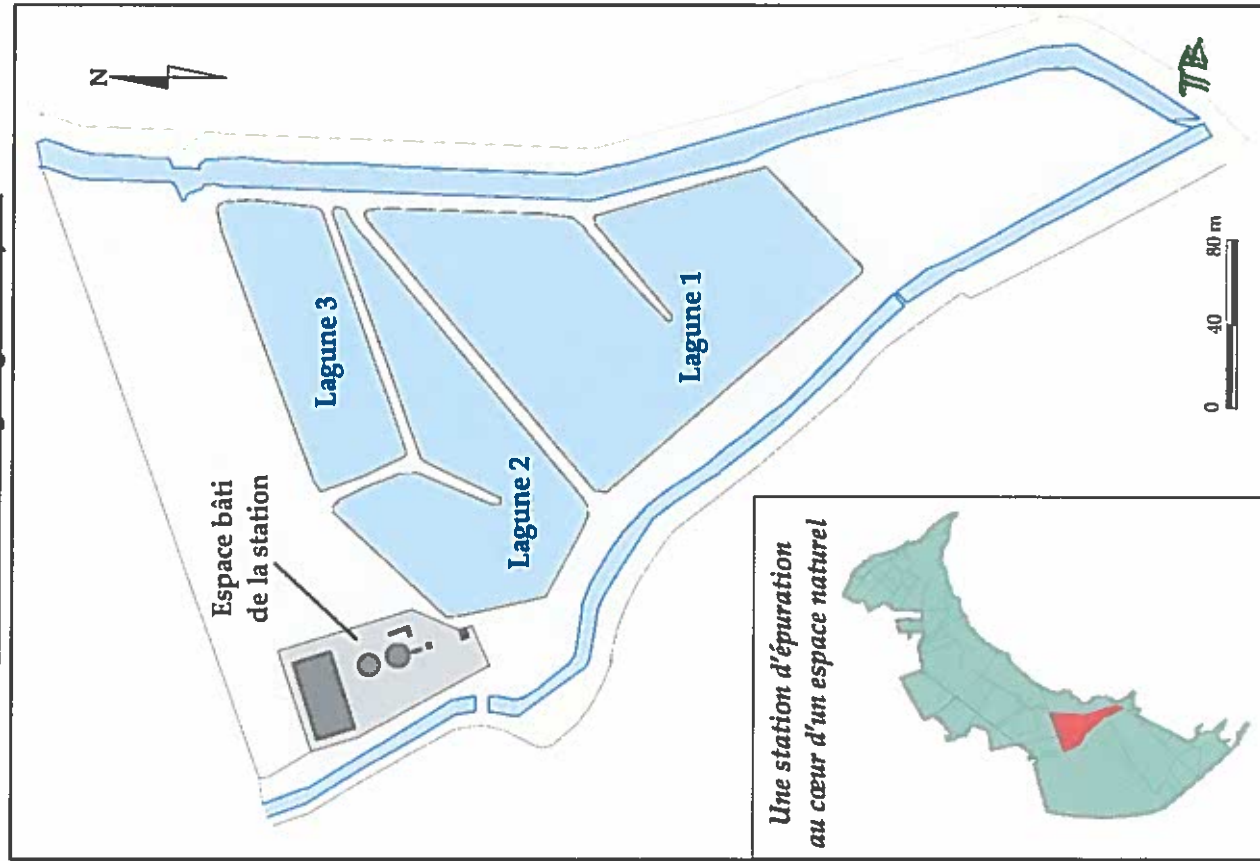 N
Espace bâti
de la station
Lagune 3
Lagune 2
Lagune 1
0 40 80 m
TB
Une station d'épuration
au cœur d'un espace naturel